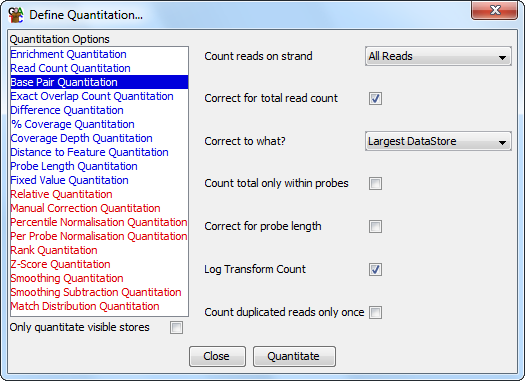 Define Quantitation...
Quantitation Options
Enrichment Quantitation
Read Count Quantitation
Base Pair Quantitation
Exact Overlap Count Quantitation
Difference Quantitation
% Coverage Quantitation
Coverage Depth Quantitation
Distance to Feature Quantitation
Probe Length Quantitation
Fixed Value Quantitation
Relative Quantitation
Manual Correction Quantitation
Percentile Normalisation Quantitation
Per Probe Normalisation Quantitation
Rank Quantitation
Z-Score Quantitation
Smoothing Quantitation
Smoothing Subtraction Quantitation
Match Distribution Quantitation
Only quantitate visible stores
Count reads on strand All Reads
Correct for total read count
Correct to what? Largest DataStore
Count total only within probes
Correct for probe length
Log Transform Count
Count duplicated reads only once
Close Quantitate